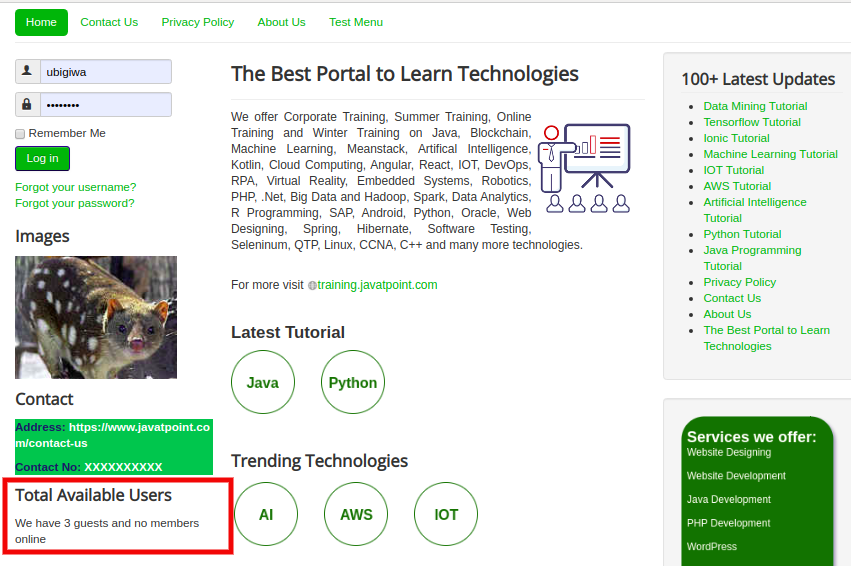 Home Contact Us Privacy Policy About Us Test Menu
ubigiwa
••••••••
Remember Me
Log in
Forgot your username?
Forgot your password?
Images
Contact
Address: https://www.javatpoint.co
m/contact-us
Contact No: XXXXXXXXXX
Total Available Users
We have 3 guests and no members
online
The Best Portal to Learn Technologies
We offer Corporate Training, Summer Training, Online
Training and Winter Training on Java, Blockchain,
Machine Learning, Meanstack, Artifical Intelligence,
Kotlin, Cloud Computing, Angular, React, IOT, DevOps,
RPA, Virtual Reality, Embedded Systems, Robotics,
PHP, .Net, Big Data and Hadoop, Spark, Data Analytics,
R Programming, SAP, Android, Python, Oracle, Web
Designing, Spring, Hibernate, Software Testing,
Seleninum, QTP, Linux, CCNA, C++ and many more technologies.
For more visit training.javatpoint.com
Latest Tutorial
Java Python
Trending Technologies
AI AWS IOT
100+ Latest Updates
Data Mining Tutorial
Tensorflow Tutorial
Ionic Tutorial
Machine Learning Tutorial
IOT Tutorial
AWS Tutorial
Artificial Intelligence
Tutorial
Python Tutorial
Java Programming
Tutorial
Privacy Policy
Contact Us
About Us
The Best Portal to Learn
Technologies
Services we offer:
Website Designing
Website Development
Java Development
PHP Development
WordPress